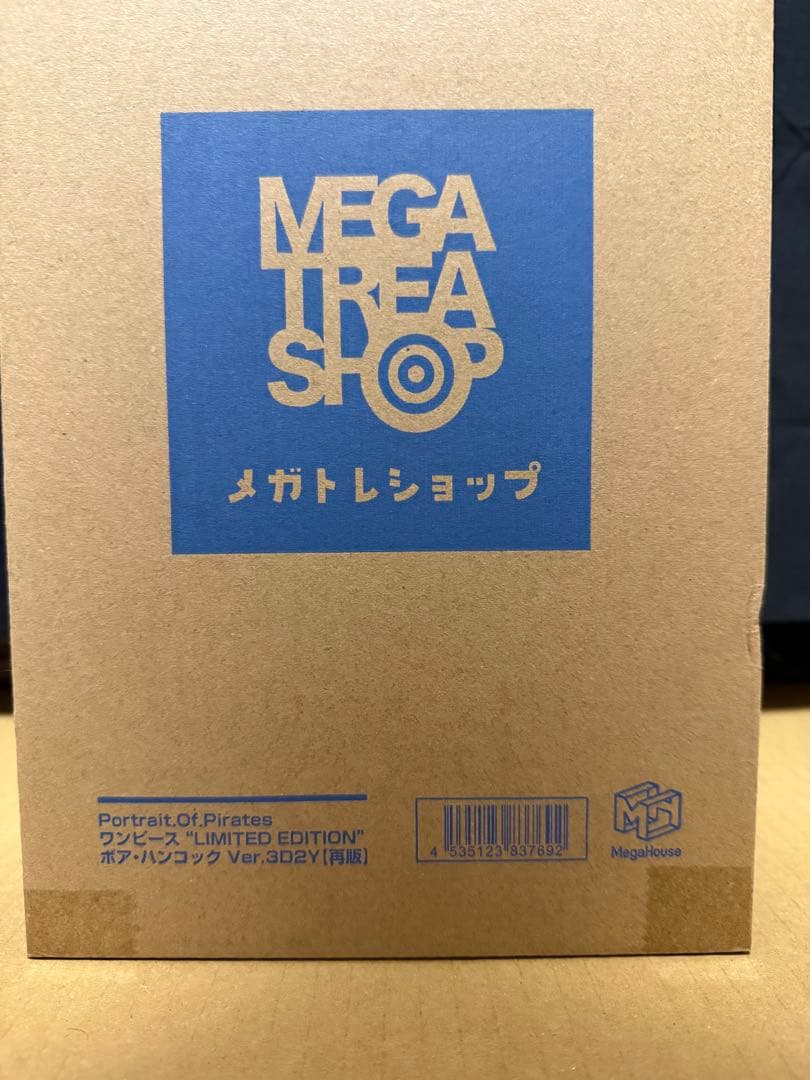 MEGA
TREA
SHOP
メガトレショップ
Portrait.Of.Pirates
ワンピース “LIMITED EDITION”
ボア・ハンコック Ver.3D2Y【再販】
4 535123 837692
MegaHouse